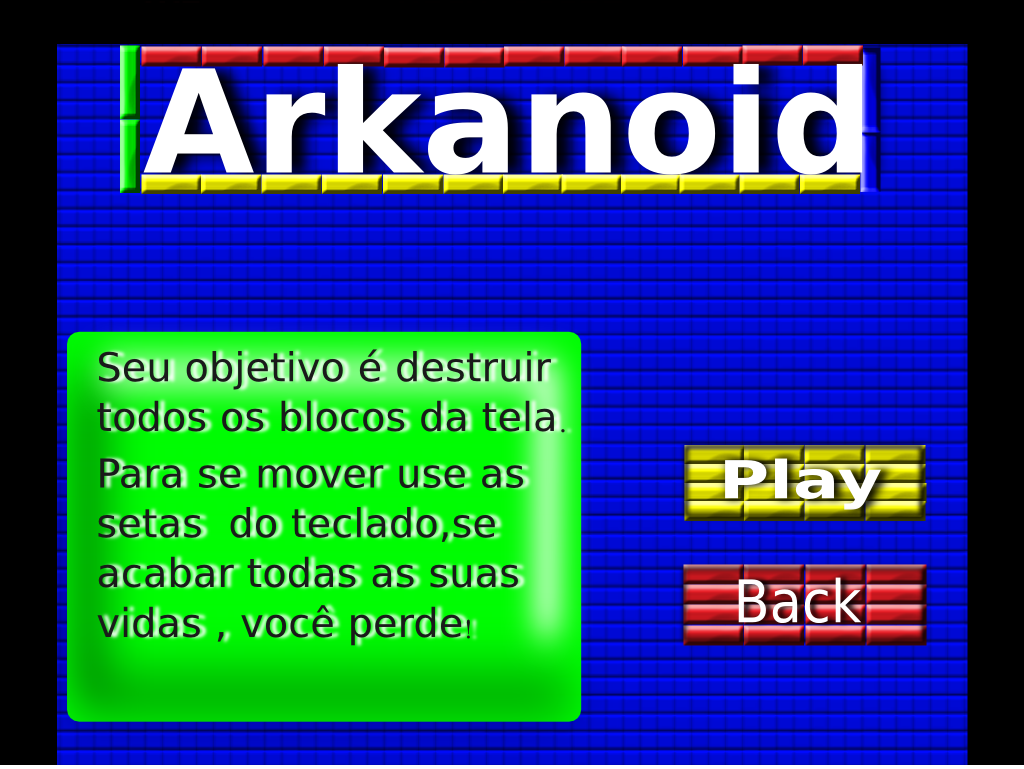 Arkanoid
Seu objetivo é destruir
todos os blocos da tela.
Para se mover use as
setas  do teclado,se
acabar todas as suas
vidas , você perde!
Play
Back